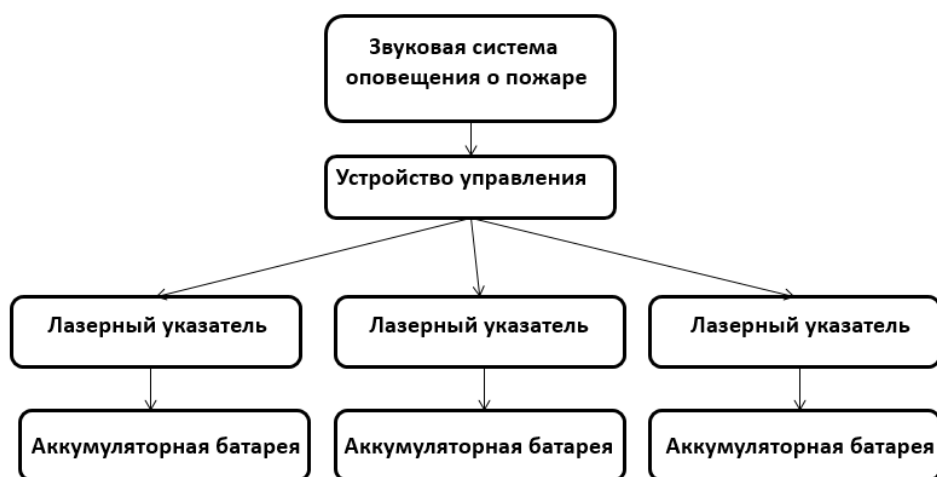 Звуковая система
оповещения о пожаре
Устройство управления
Лазерный указатель
Лазерный указатель
Лазерный указатель
Аккумуляторная батарея
Аккумуляторная батарея
Аккумуляторная батарея